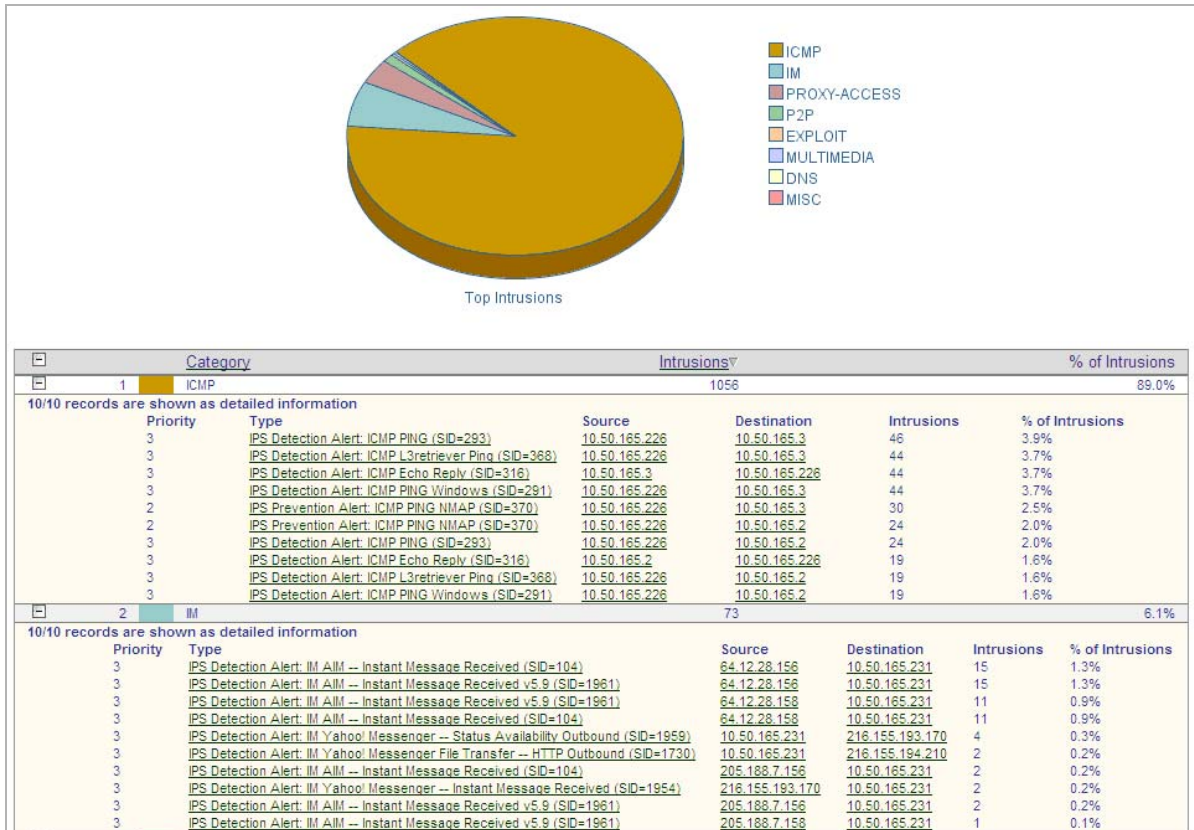 ICMP
IM
PROXY-ACCESS
P2P
EXPLOIT
MULTIMEDIA
DNS
MISC
Top Intrusions
Category Intrusions % of Intrusions
1 ICMP 1056 89.0%
10/10 records are shown as detailed information
Priority Type Source Destination Intrusions % of Intrusions
3 IPS Detection Alert: ICMP PING (SID=293) 10.50.165.226 10.50.165.3 46 3.9%
3 IPS Detection Alert: ICMP L3retriever Ping (SID=368) 10.50.165.226 10.50.165.3 44 3.7%
3 IPS Detection Alert: ICMP Echo Reply (SID=316) 10.50.165.3 10.50.165.226 44 3.7%
3 IPS Detection Alert: ICMP PING Windows (SID=291) 10.50.165.226 10.50.165.3 44 3.7%
2 IPS Prevention Alert: ICMP PING NMAP (SID=370) 10.50.165.226 10.50.165.3 30 2.5%
2 IPS Prevention Alert: ICMP PING NMAP (SID=370) 10.50.165.226 10.50.165.2 24 2.0%
3 IPS Detection Alert: ICMP PING (SID=293) 10.50.165.226 10.50.165.2 24 2.0%
3 IPS Detection Alert: ICMP Echo Reply (SID=316) 10.50.165.2 10.50.165.226 19 1.6%
3 IPS Detection Alert: ICMP L3retriever Ping (SID=368) 10.50.165.226 10.50.165.2 19 1.6%
3 IPS Detection Alert: ICMP PING Windows (SID=291) 10.50.165.226 10.50.165.2 19 1.6%
2 IM 73 6.1%
10/10 records are shown as detailed information
Priority Type Source Destination Intrusions % of Intrusions
3 IPS Detection Alert: IM AIM -- Instant Message Received (SID=104) 64.12.28.156 10.50.165.231 15 1.3%
3 IPS Detection Alert: IM AIM -- Instant Message Received v5.9 (SID=1961) 64.12.28.156 10.50.165.231 15 1.3%
3 IPS Detection Alert: IM AIM -- Instant Message Received v5.9 (SID=1961) 64.12.28.158 10.50.165.231 11 0.9%
3 IPS Detection Alert: IM AIM -- Instant Message Received (SID=104) 64.12.28.158 10.50.165.231 11 0.9%
3 IPS Detection Alert: IM Yahoo! Messenger -- Status Availability Outbound (SID=1959) 10.50.165.231 216.155.193.170 4 0.3%
3 IPS Detection Alert: IM Yahoo! Messenger File Transfer -- HTTP Outbound (SID=1730) 10.50.165.231 216.155.194.210 2 0.2%
3 IPS Detection Alert: IM AIM -- Instant Message Received (SID=104) 205.188.7.156 10.50.165.231 2 0.2%
3 IPS Detection Alert: IM Yahoo! Messenger -- Instant Message Received (SID=1954) 216.155.193.170 10.50.165.231 2 0.2%
3 IPS Detection Alert: IM AIM -- Instant Message Received v5.9 (SID=1961) 205.188.7.156 10.50.165.231 2 0.2%
3 IPS Detection Alert: IM AIM -- Instant Message Received v5.9 (SID=1961) 205.188.7.158 10.50.165.231 1 0.1%